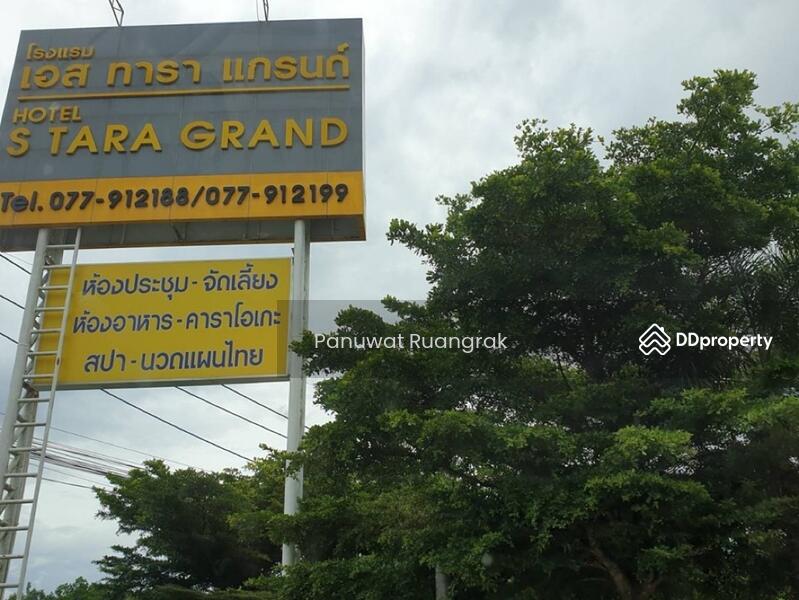 โรงแรม
เอส ทารา แกรนด์
HOTEL
S TARA GRAND
Tel. 077-912188/077-912199
ห้องประชุม - จัดเลี้ยง
ห้องอาหาร - คาราโอเกะ
สปา - นวดแผนไทย
Panuwat Ruangrak
DDproperty